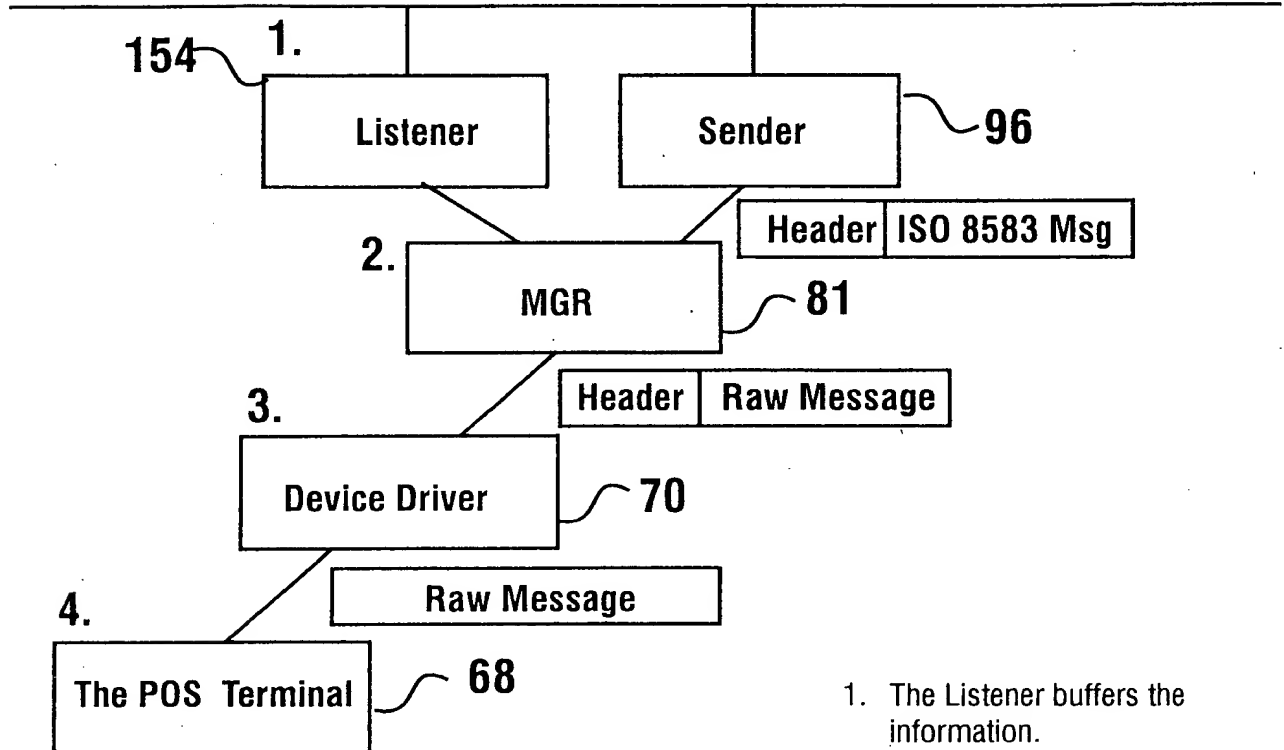 1.
154
Listener
Sender
96
Header ISO 8583 Msg
2.
MGR
81
Header Raw Message
3.
Device Driver
70
Raw Message
4.
The POS Terminal
68
1. The Listener buffers the
information.